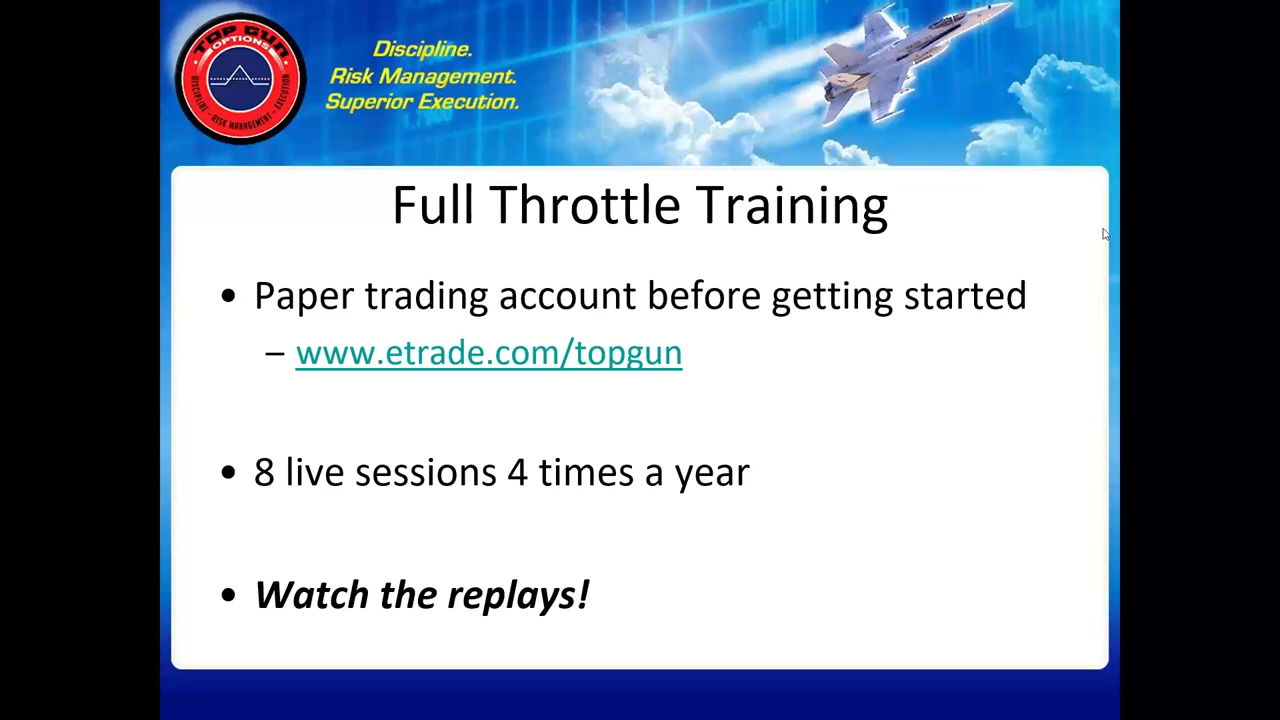 TOP GUN
OPTIONS
DISCIPLINE - RISK MANAGEMENT - EXECUTION
Discipline.
Risk Management.
Superior Execution.
Full Throttle Training
• Paper trading account before getting started
– www.etrade.com/topgun
• 8 live sessions 4 times a year
• Watch the replays!